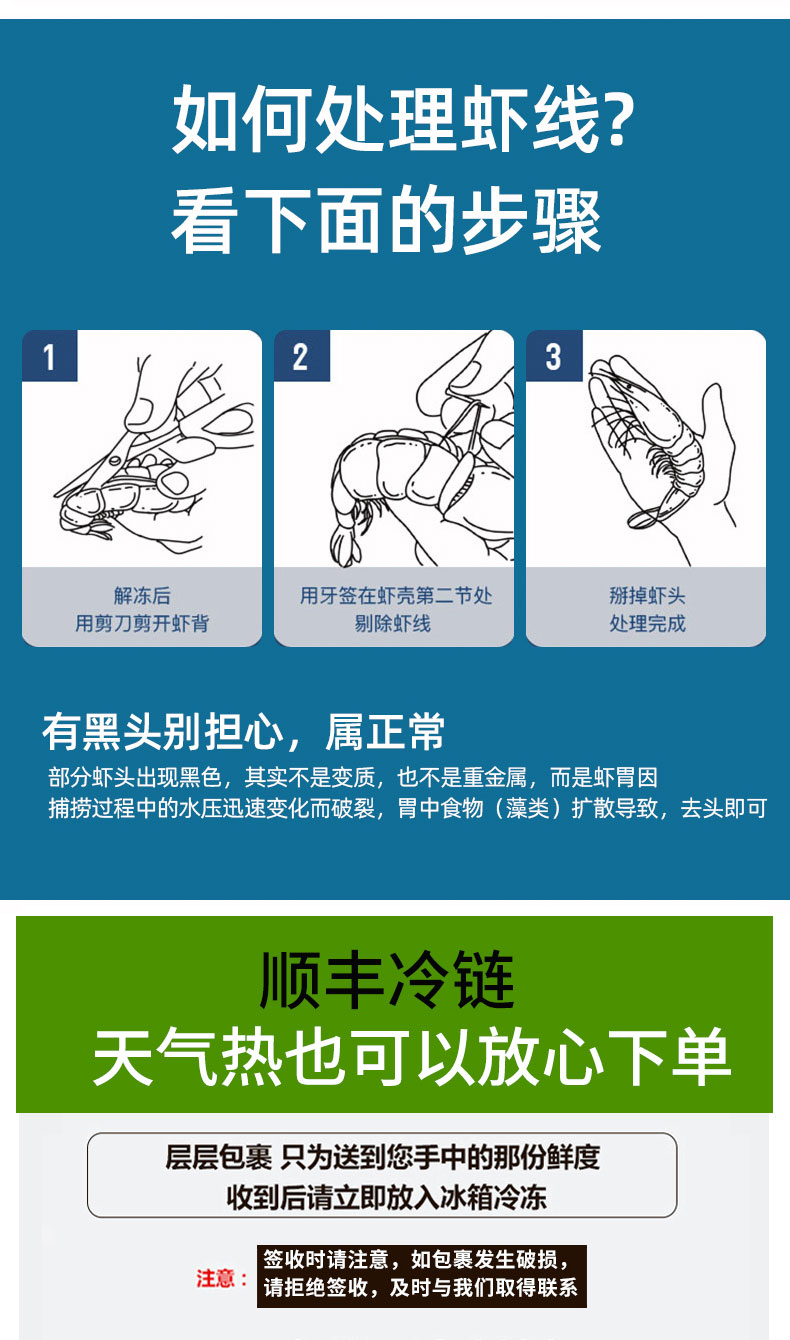 如何处理虾线?
看下面的步骤
1
2
3
解冻后
用剪刀剪开虾背
用牙签在虾壳第二节处
剔除虾线
掰掉虾头
处理完成
有黑头别担心，属正常
部分虾头出现黑色，其实不是变质，也不是重金属，而是虾胃因
捕捞过程中的水压迅速变化而破裂，胃中食物（藻类）扩散导致，去头即可
顺丰冷链
天气热也可以放心下单
层层包裹 只为送到您手中的那份鲜度
收到后请立即放入冰箱冷冻
注意：
签收时请注意，如包裹发生破损，
请拒绝签收，及时与我们取得联系